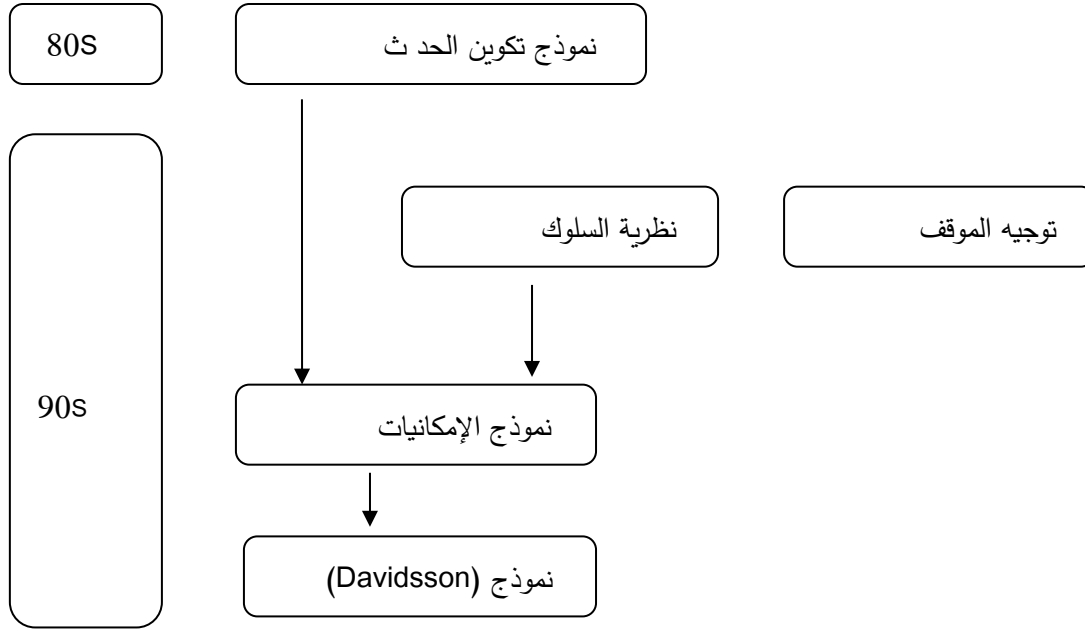 80s
نموذج تكوين الحد ث
نظرية السلوك
توجيه الموقف
90s
نموذج الإمكانيات
نموذج (Davidsson)